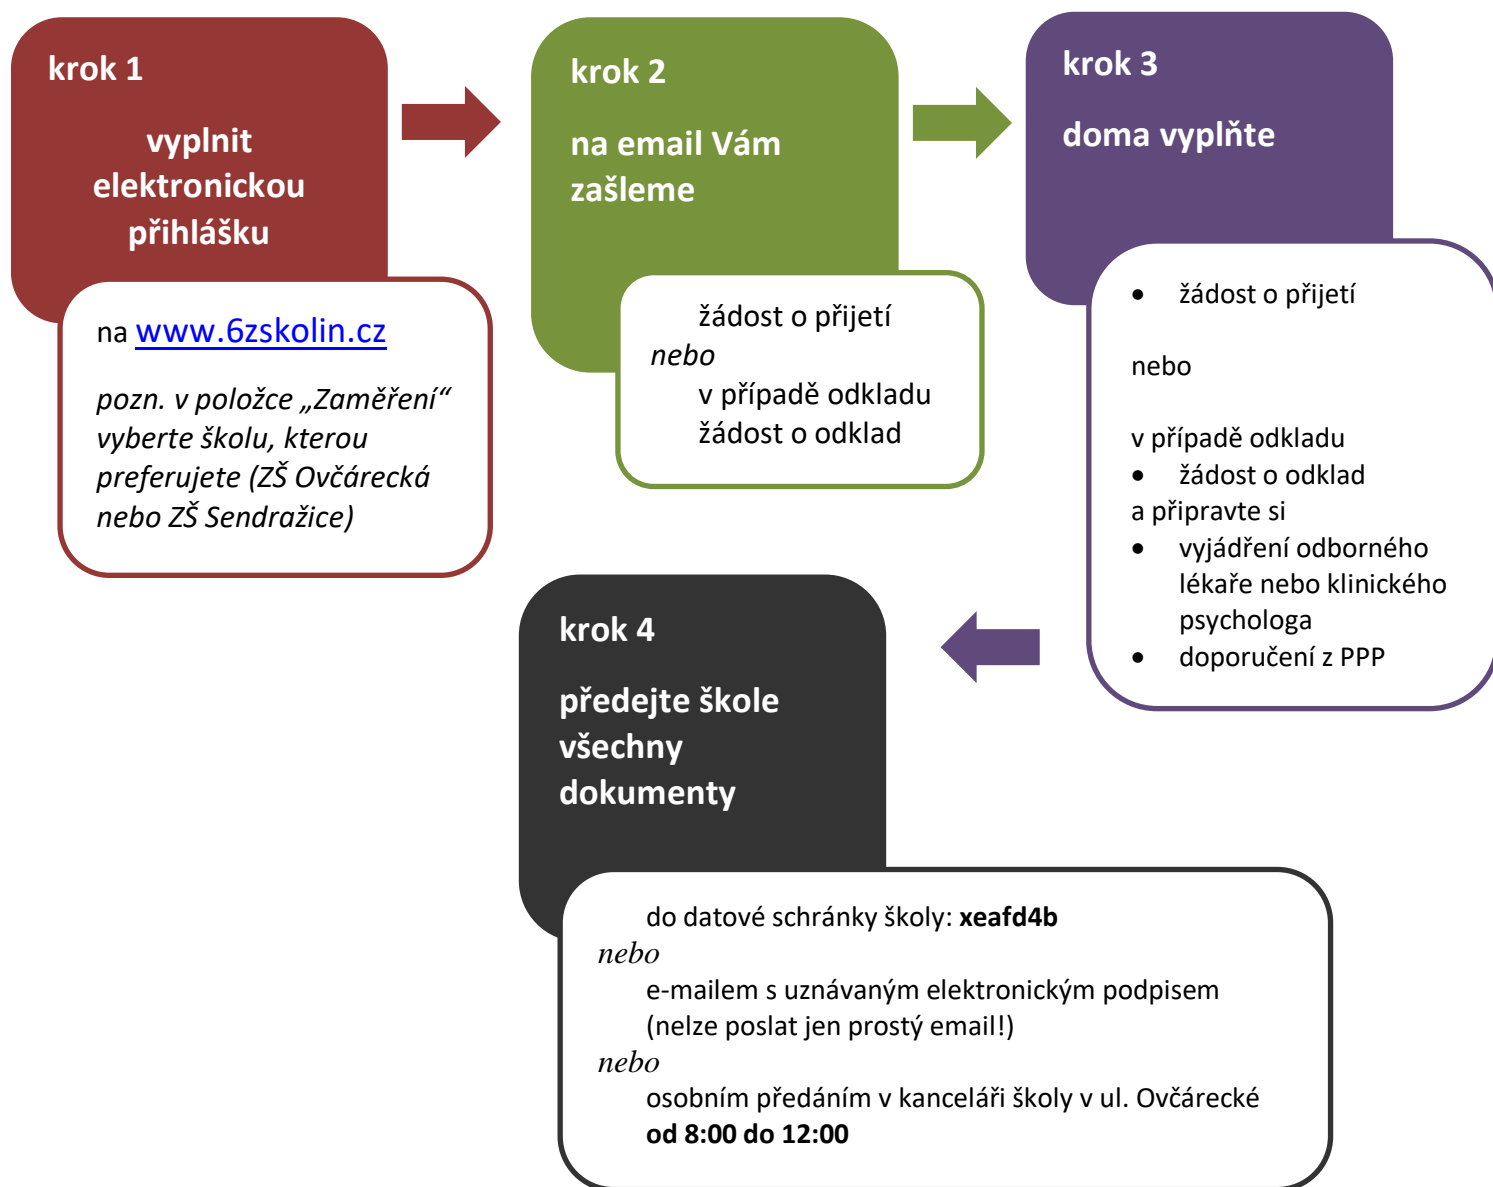 krok 1
vyplnit
elektronickou
přihlášku
na www.6zskolin.cz
pozn. v položce „Zaměření“
vyberte školu, kterou
preferujete (ZŠ Ovčárecká
nebo ZŠ Sendražice)
krok 2
na email Vám
zašleme
žádost o přijetí
nebo
v případě odkladu
žádost o odklad
krok 3
doma vyplňte
• žádost o přijetí
nebo
v případě odkladu
• žádost o odklad
a připravte si
• vyjádření odborného
lékaře nebo klinického
psychologa
• doporučení z PPP
krok 4
předejte škole
všechny
dokumenty
do datové schránky školy: xeafd4b
nebo
e-mailem s uznávaným elektronickým podpisem
(nelze poslat jen prostý email!)
nebo
osobním předáním v kanceláři školy v ul. Ovčárecké
od 8:00 do 12:00